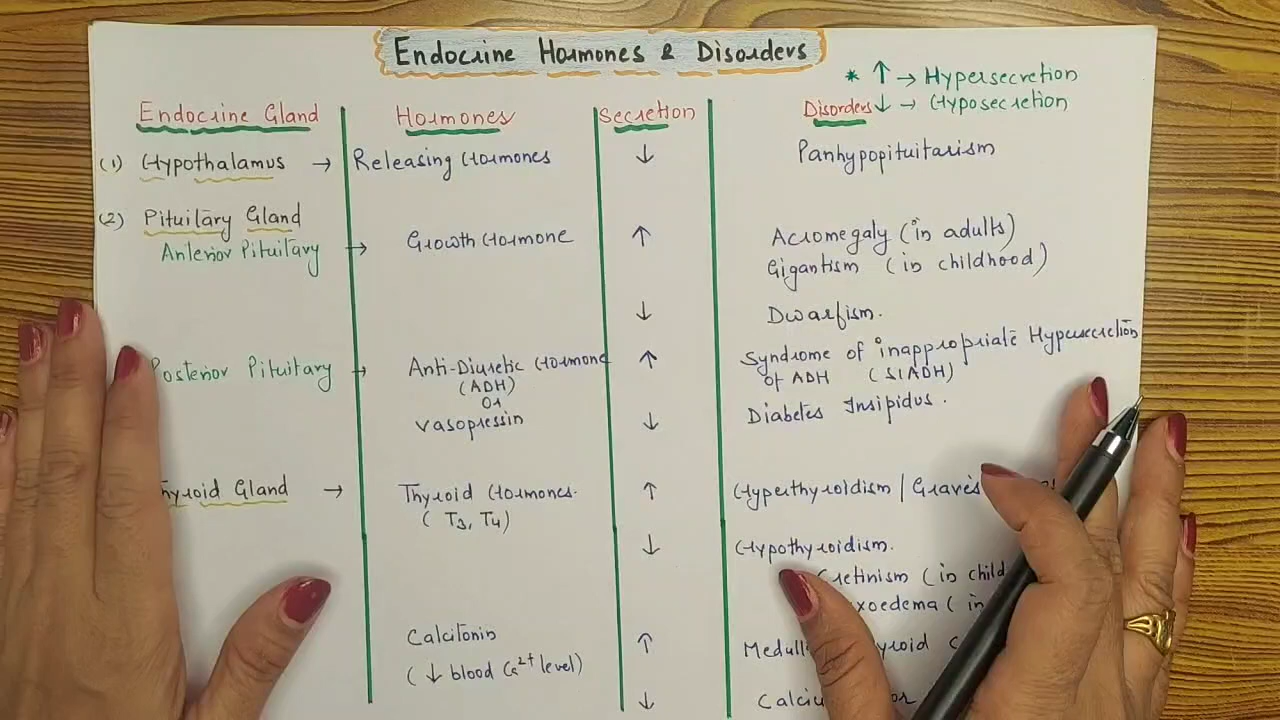 Endocrine Hormones & Disorders
* ↑ → Hypersecretion
↓ → Hyposecretion
Endocrine Gland Hormones Secretion Disorders
(1) Hypothalamus → Releasing Hormones ↓ Panhypopituitarism
(2) Pituitary Gland
Anterior Pituitary → Growth Hormone ↑ Acromegaly (in adults)
Gigantism (in childhood)
↓ Dwarfism.
Posterior Pituitary → Anti-Diuretic Hormone ↑ Syndrome of inappropriate Hypersecretion
(ADH) of ADH (SIADH)
Or
Vasopressin ↓ Diabetes Insipidus.
Gland → Thyroid Hormones. ↑ Hyperthyroidism / Graves
(T3, T4)
↓ Hypothyroidism.
Cretinism (in
(in
Calcitonin ↑
(↓ blood Ca2+ level)
↓